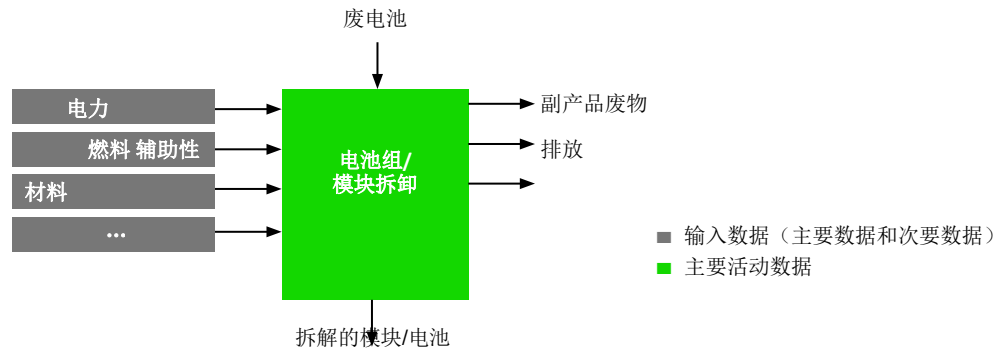 废电池
电力
燃料 辅助性
材料
...
电池组/
模块拆卸
副产品废物
排放
输入数据（主要数据和次要数据）
主要活动数据
拆解的模块/电池